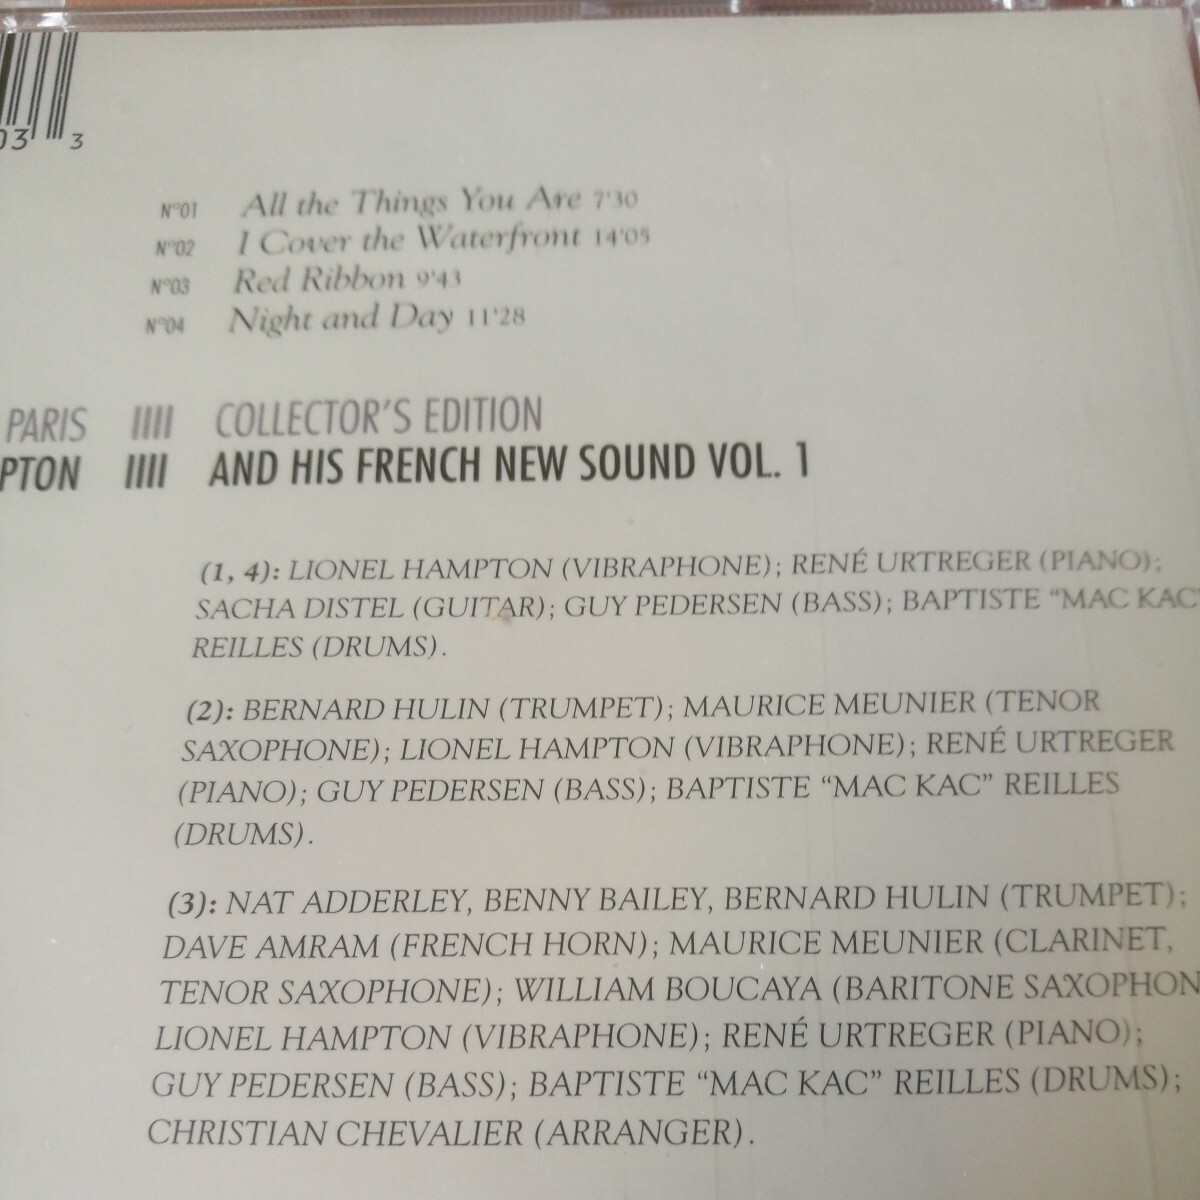 03 3
N°01 All the Things You Are 7'30
N°02 I Cover the Waterfront 14'05
N°03 Red Ribbon 9'43
N°04 Night and Day 11'28
PARIS IIII COLLECTOR'S EDITION
PTON IIII AND HIS FRENCH NEW SOUND VOL. 1
(1, 4): LIONEL HAMPTON (VIBRAPHONE); RENÉ URTREGER (PIANO);
SACHA DISTEL (GUITAR); GUY PEDERSEN (BASS); BAPTISTE “MAC KAC”
REILLES (DRUMS).
(2): BERNARD HULIN (TRUMPET); MAURICE MEUNIER (TENOR
SAXOPHONE); LIONEL HAMPTON (VIBRAPHONE); RENÉ URTREGER
(PIANO); GUY PEDERSEN (BASS); BAPTISTE “MAC KAC” REILLES
(DRUMS).
(3): NAT ADDERLEY, BENNY BAILEY, BERNARD HULIN (TRUMPET);
DAVE AMRAM (FRENCH HORN); MAURICE MEUNIER (CLARINET,
TENOR SAXOPHONE); WILLIAM BOUCAYA (BARITONE SAXOPHON
LIONEL HAMPTON (VIBRAPHONE); RENÉ URTREGER (PIANO);
GUY PEDERSEN (BASS); BAPTISTE “MAC KAC” REILLES (DRUMS);
CHRISTIAN CHEVALIER (ARRANGER).